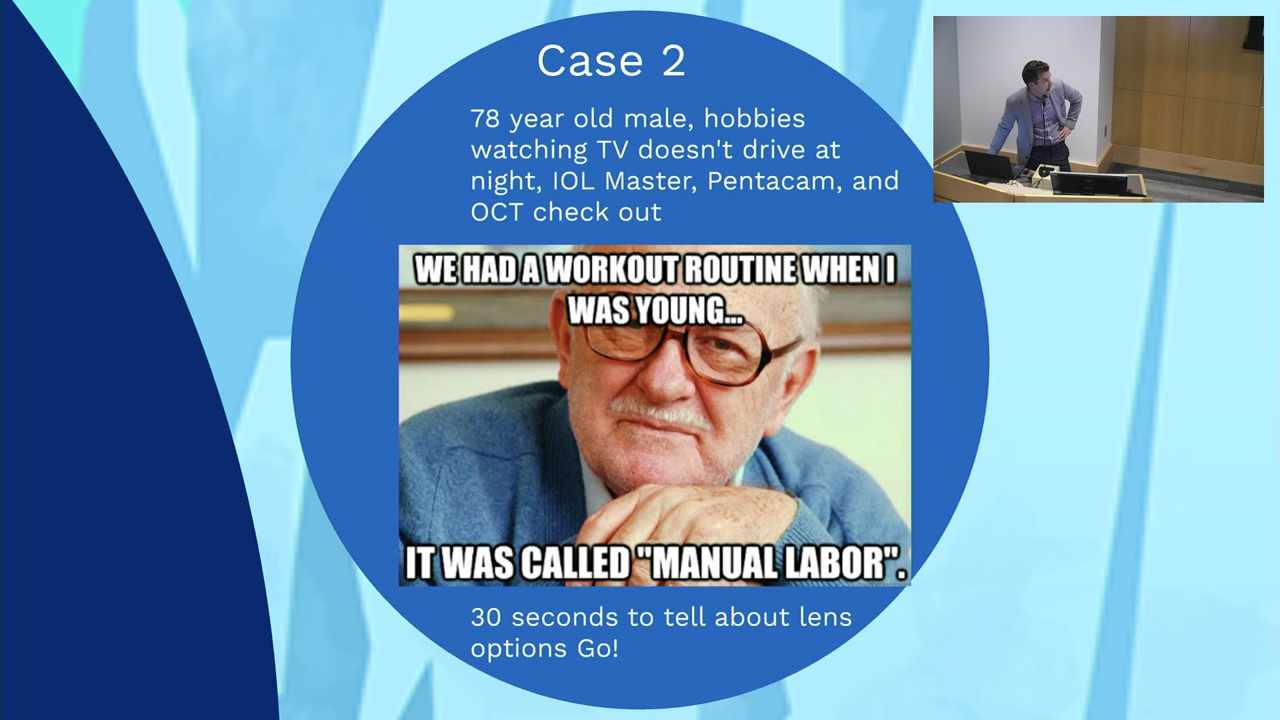 Case 2
78 year old male, hobbies
watching TV doesn't drive at
night, IOL Master, Pentacam, and
OCT check out
WE HAD A WORKOUT ROUTINE WHEN I
WAS YOUNG...
IT WAS CALLED "MANUAL LABOR".
30 seconds to tell about lens
options Go!